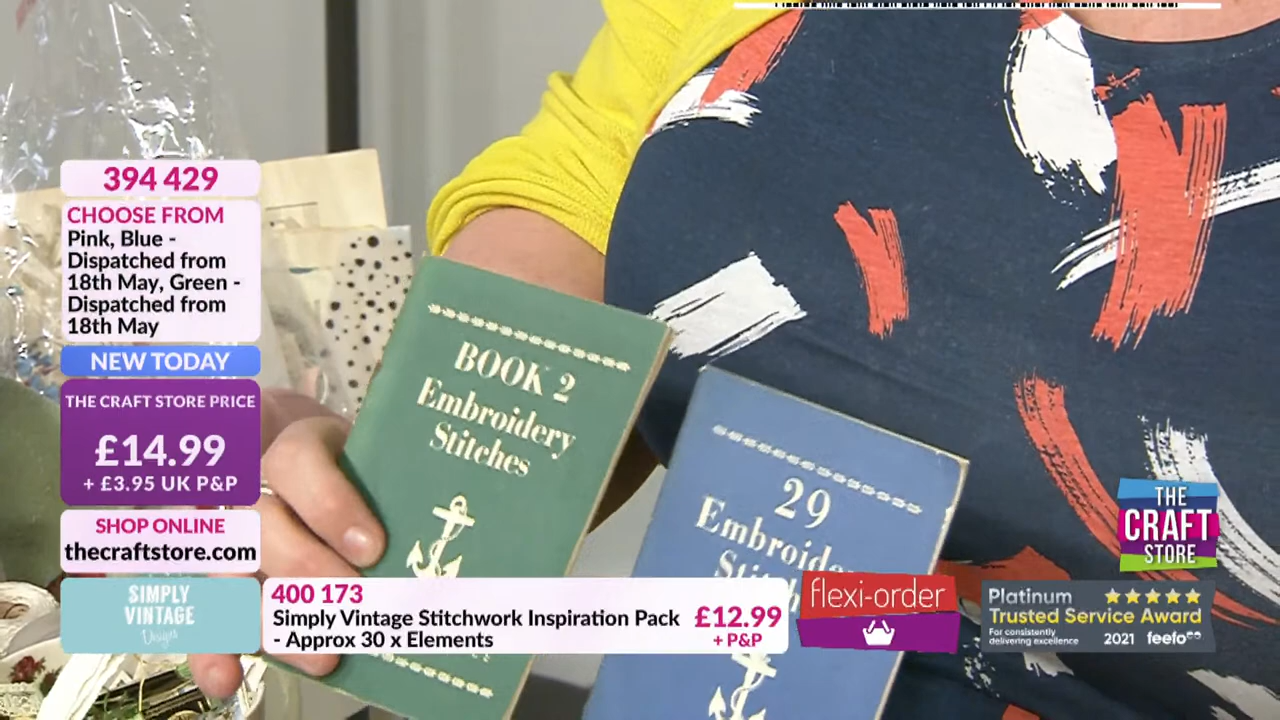 394 429
CHOOSE FROM
Pink, Blue -
Dispatched from
18th May, Green -
Dispatched from
18th May
NEW TODAY
THE CRAFT STORE PRICE
£14.99
+ £3.95 UK P&P
SHOP ONLINE
thecraftstore.com
SIMPLY
VINTAGE
Designs
400 173
Simply Vintage Stitchwork Inspiration Pack
- Approx 30 x Elements
£12.99
+ P&P
flexi-order
Platinum
Trusted Service Award
For consistently
delivering excellence
2021 feefo
THE
CRAFT
STORE
BOOK 2
Embroidery
Stitches
29
Embroide